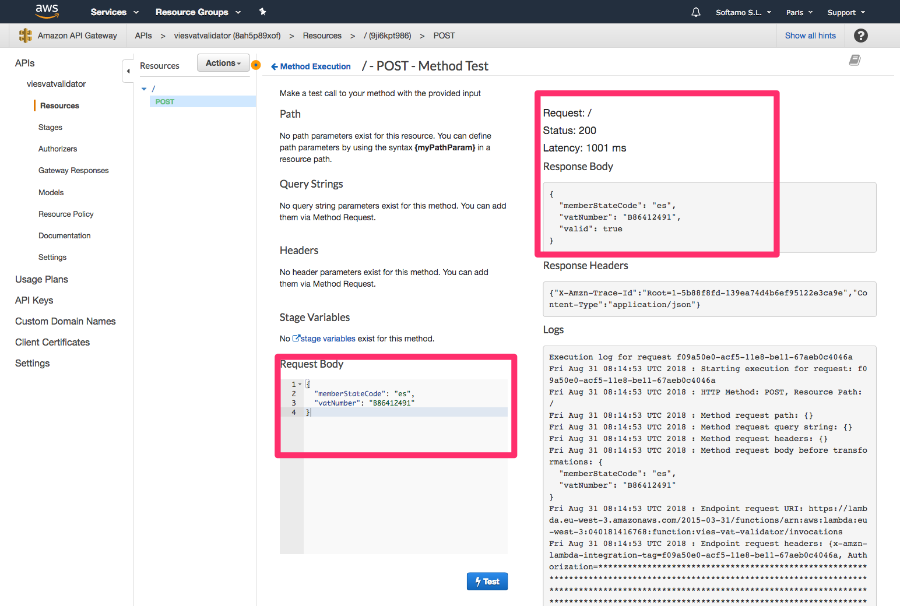 aws
Services
Resource Groups
Softamo S.L.
Paris
Support
Amazon API Gateway
APIs > viesvatvalidator (8ah5p89xof) > Resources > / (9ji6kpt986) > POST
Show all hints
?
APIs
viesvatvalidator
Resources
Stages
Authorizers
Gateway Responses
Models
Resource Policy
Documentation
Settings
Usage Plans
API Keys
Custom Domain Names
Client Certificates
Settings
Resources
Actions
/
POST
Method Execution
/ - POST - Method Test
Make a test call to your method with the provided input
Path
No path parameters exist for this resource. You can define
path parameters by using the syntax {myPathParam} in a
resource path.
Query Strings
No query string parameters exist for this method. You can add
them via Method Request.
Headers
No header parameters exist for this method. You can add
them via Method Request.
Stage Variables
No stage variables exist for this method.
Request Body
1 {
2 "memberStateCode": "es",
3 "vatNumber": "B86412491"
4 }
Test
Request: /
Status: 200
Latency: 1001 ms
Response Body
{
"memberStateCode": "es",
"vatNumber": "B86412491",
"valid": true
}
Response Headers
{"X-Amzn-Trace-Id":"Root=1-5b88f8fd-139ea74d4b6ef95122e3ca9e","Co
ntent-Type":"application/json"}
Logs
Execution log for request f09a50e0-acf5-11e8-be11-67aeb0c4046a
Fri Aug 31 08:14:53 UTC 2018 : Starting execution for request: f0
9a50e0-acf5-11e8-be11-67aeb0c4046a
Fri Aug 31 08:14:53 UTC 2018 : HTTP Method: POST, Resource Path:
/
Fri Aug 31 08:14:53 UTC 2018 : Method request path: {}
Fri Aug 31 08:14:53 UTC 2018 : Method request query string: {}
Fri Aug 31 08:14:53 UTC 2018 : Method request headers: {}
Fri Aug 31 08:14:53 UTC 2018 : Method request body before transfo
rmations: {
"memberStateCode": "es",
"vatNumber": "B86412491"
}
Fri Aug 31 08:14:53 UTC 2018 : Endpoint request URI: https://lamb
da.eu-west-3.amazonaws.com/2015-03-31/functions/arn:aws:lambda:eu
-west-3:040181416768:function:vies-vat-validator/invocations
Fri Aug 31 08:14:53 UTC 2018 : Endpoint request headers: {x-amzn-
lambda-integration-tag=f09a50e0-acf5-11e8-be11-67aeb0c4046a, Auth
orization=*******************************************************
*****************************************************************
*****************************************************************
*****************************************************************